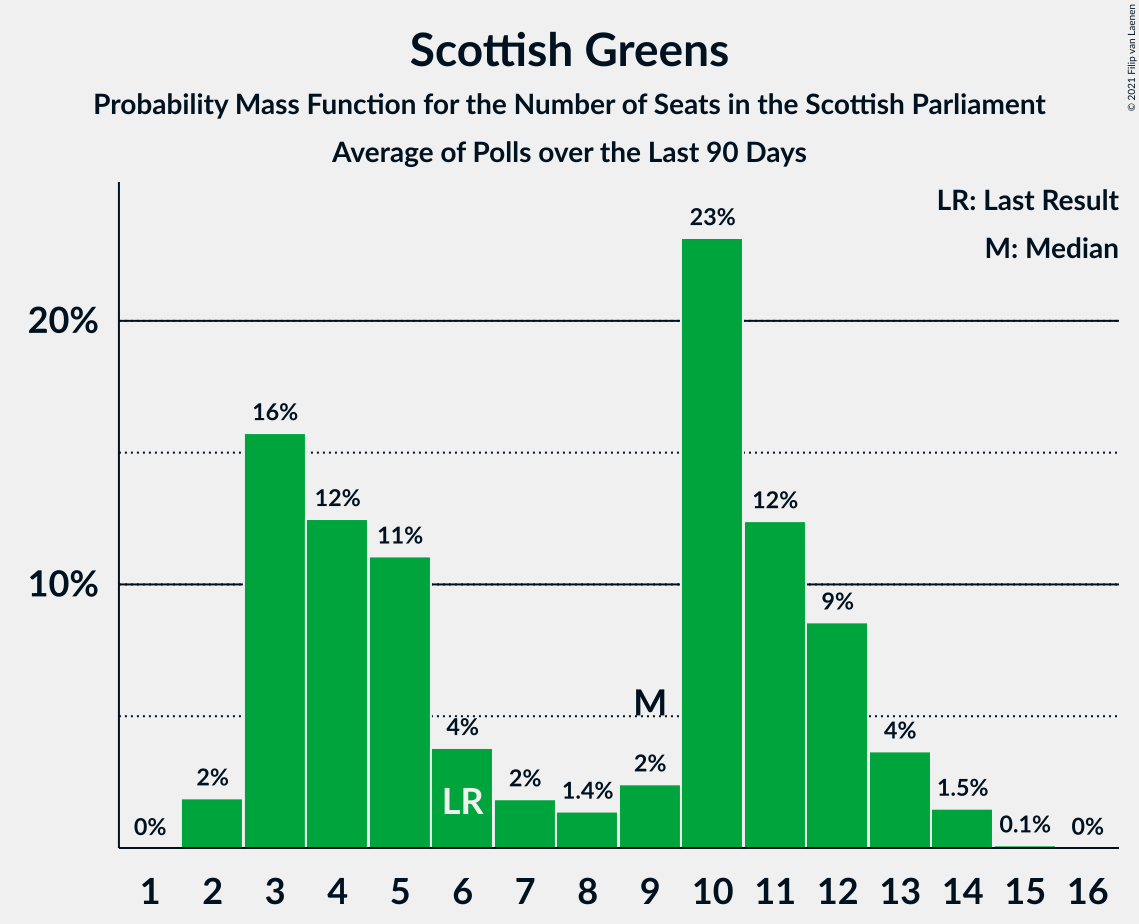 Scottish Greens
Probability Mass Function for the Number of Seats in the Scottish Parliament
Average of Polls over the Last 90 Days
© 2021 Filip van Laenen
LR: Last Result
M: Median
20%
10%
0%
2%
16%
12%
11%
4%
2%
1.4%
2%
23%
12%
9%
4%
1.5%
0.1%
0%
LR
M
1 2 3 4 5 6 7 8 9 10 11 12 13 14 15 16